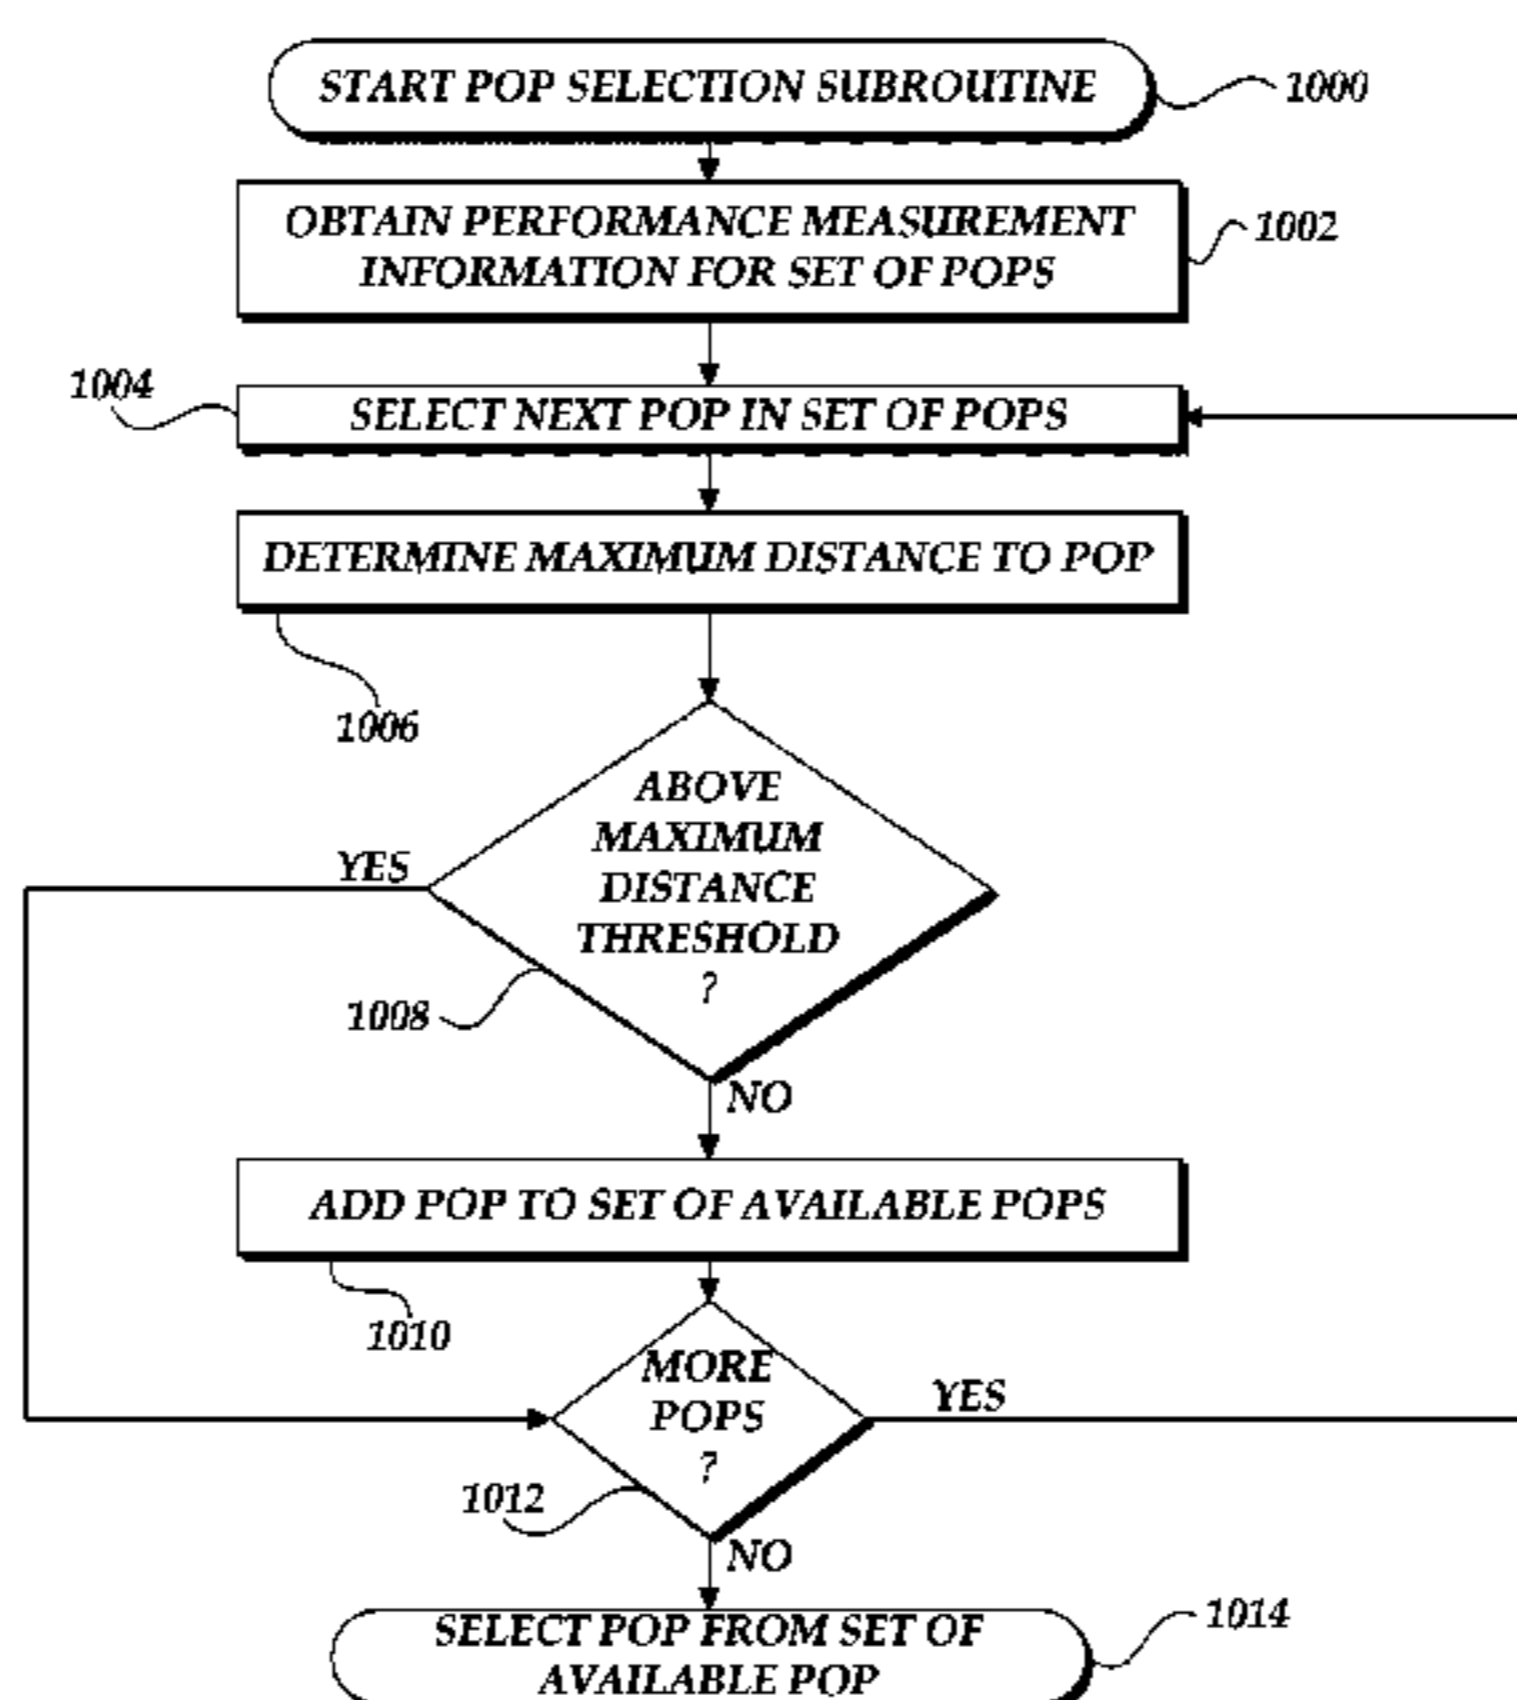 START POP SELECTION SUBROUTINE
1000
OBTAIN PERFORMANCE MEASUREMENT
INFORMATION FOR SET OF POPS
1002
1004
SELECT NEXT POP IN SET OF POPS
DETERMINE MAXIMUM DISTANCE TO POP
1006
ABOVE
MAXIMUM
DISTANCE
THRESHOLD
?
YES
1008
NO
ADD POP TO SET OF AVAILABLE POPS
1010
MORE
POPS
?
YES
1012
NO
SELECT POP FROM SET OF
AVAILABLE POP
1014